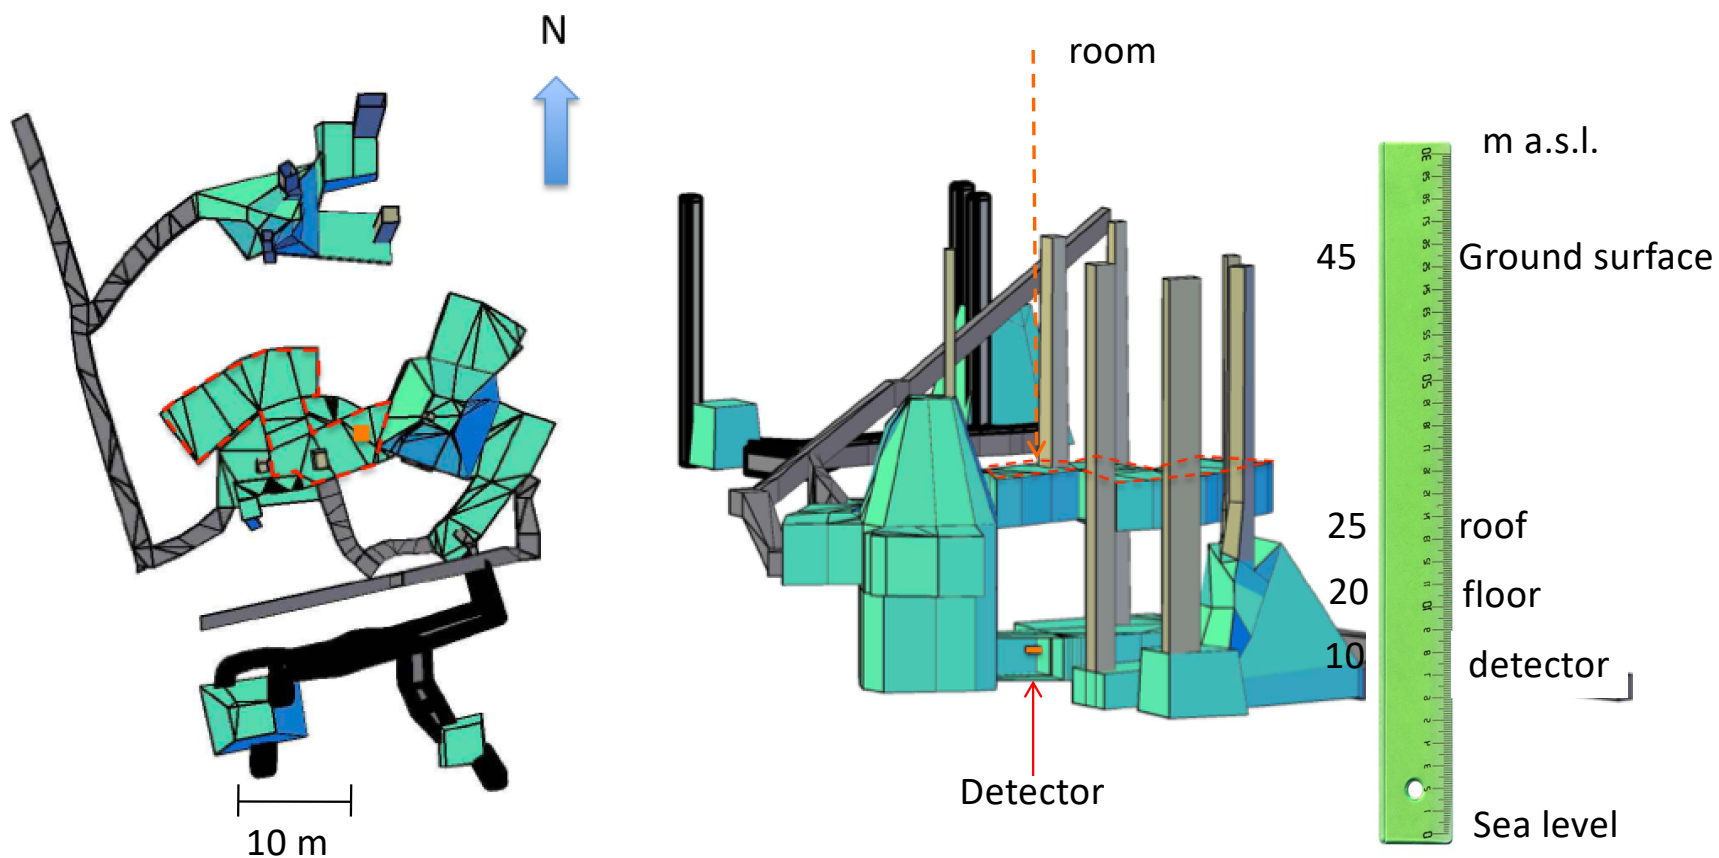 N
room
m a.s.l.
45
Ground surface
25
roof
20
floor
10
detector
Detector
10 m
Sea level